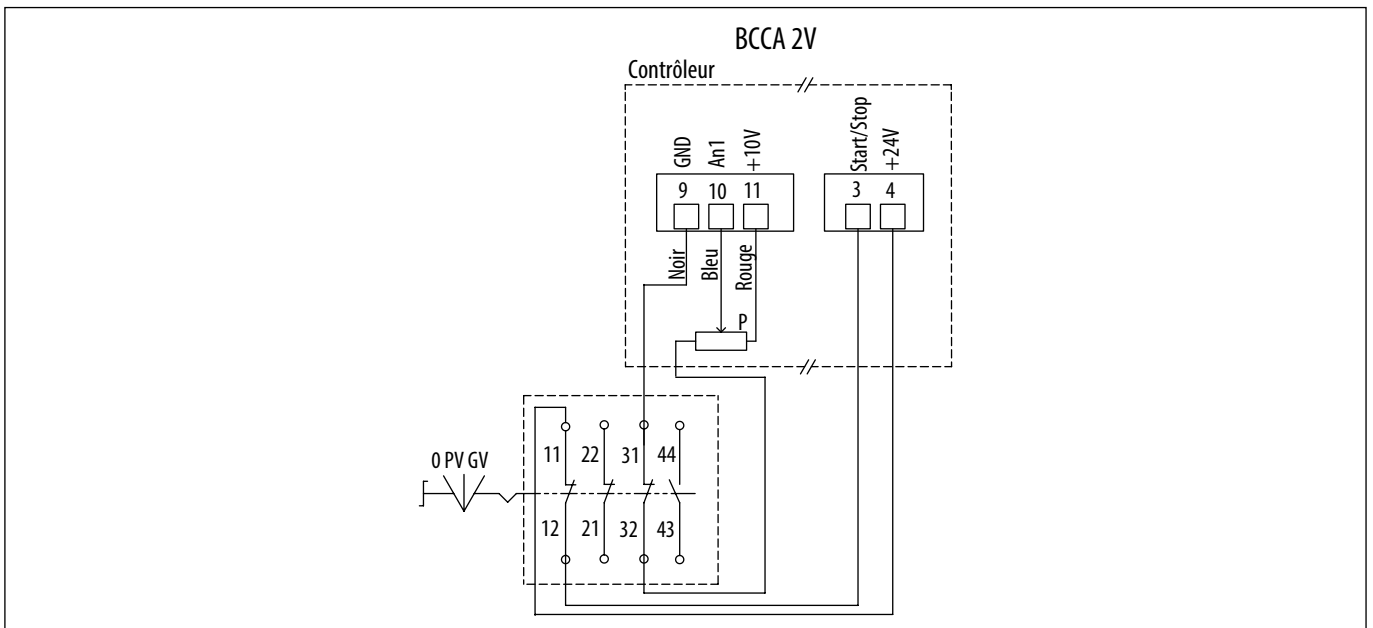 BCCA 2V
Contrôleur
GND
An1
+10V
Start/Stop
+24V
9 10 11
3 4
Noir
Bleu
Rouge
P
0 PV GV
11 22 31 44
12 21 32 43